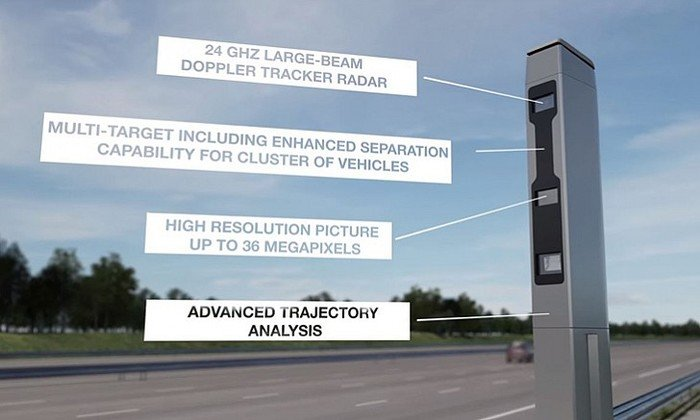 24 GHZ LARGE-BEAM
DOPPLER TRACKER RADAR
MULTI-TARGET INCLUDING ENHANCED SEPARATION
CAPABILITY FOR CLUSTER OF VEHICLES
HIGH RESOLUTION PICTURE
UP TO 36 MEGAPIXELS
ADVANCED TRAJECTORY
ANALYSIS